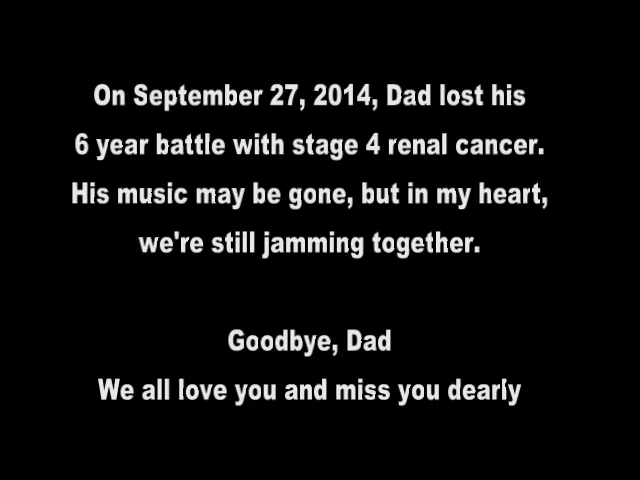 On September 27, 2014, Dad lost his
6 year battle with stage 4 renal cancer.
His music may be gone, but in my heart,
we're still jamming together.
Goodbye, Dad
We all love you and miss you dearly